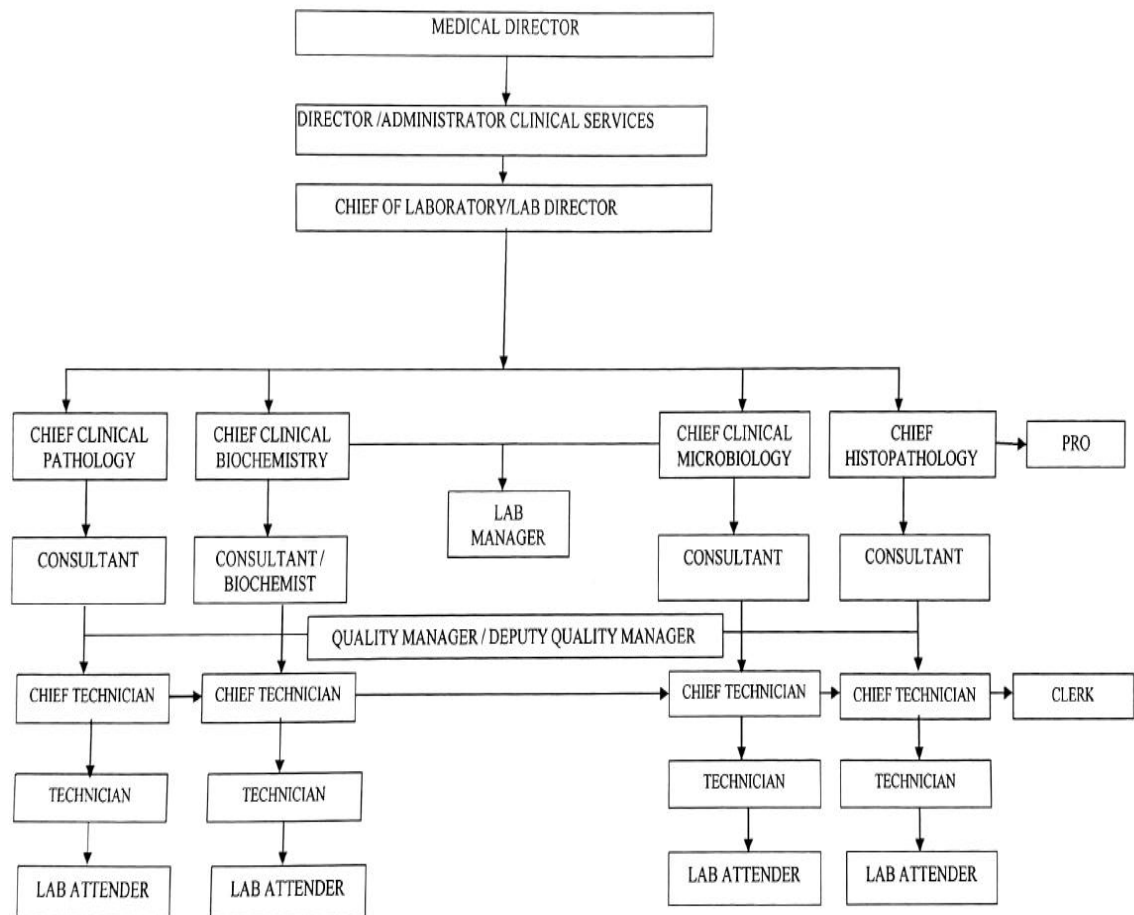 MEDICAL DIRECTOR
DIRECTOR /ADMINISTRATOR CLINICAL SERVICES
CHIEF OF LABORATORY/LAB DIRECTOR
CHIEF CLINICAL
PATHOLOGY
CHIEF CLINICAL
BIOCHEMISTRY
CHIEF CLINICAL
MICROBIOLOGY
CHIEF
HISTOPATHOLOGY
PRO
LAB
MANAGER
CONSULTANT
CONSULTANT /
BIOCHEMIST
CONSULTANT
CONSULTANT
QUALITY MANAGER / DEPUTY QUALITY MANAGER
CHIEF TECHNICIAN
CHIEF TECHNICIAN
CHIEF TECHNICIAN
CHIEF TECHNICIAN
CLERK
TECHNICIAN
TECHNICIAN
TECHNICIAN
TECHNICIAN
LAB ATTENDER
LAB ATTENDER
LAB ATTENDER
LAB ATTENDER